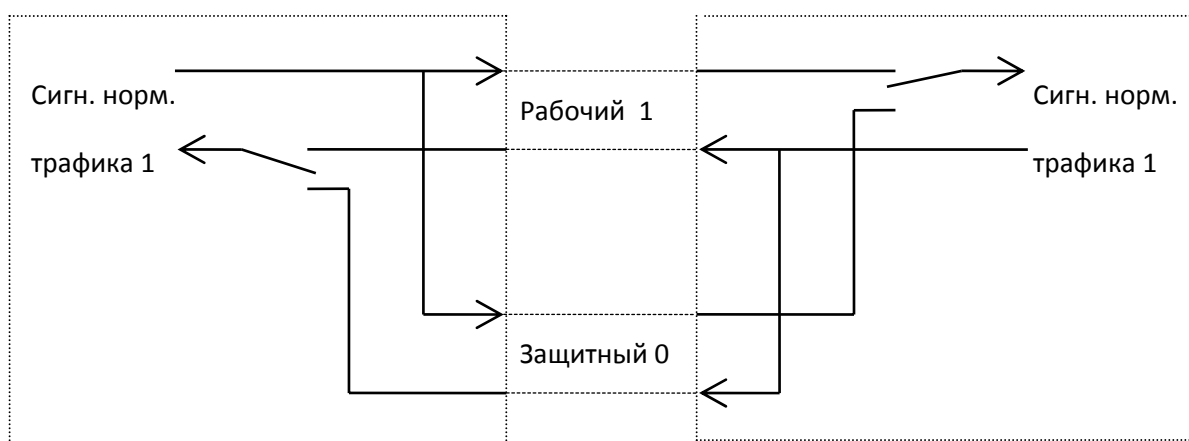 Сигн. норм.
трафика 1
Рабочий 1
Защитный 0
Сигн. норм.
трафика 1